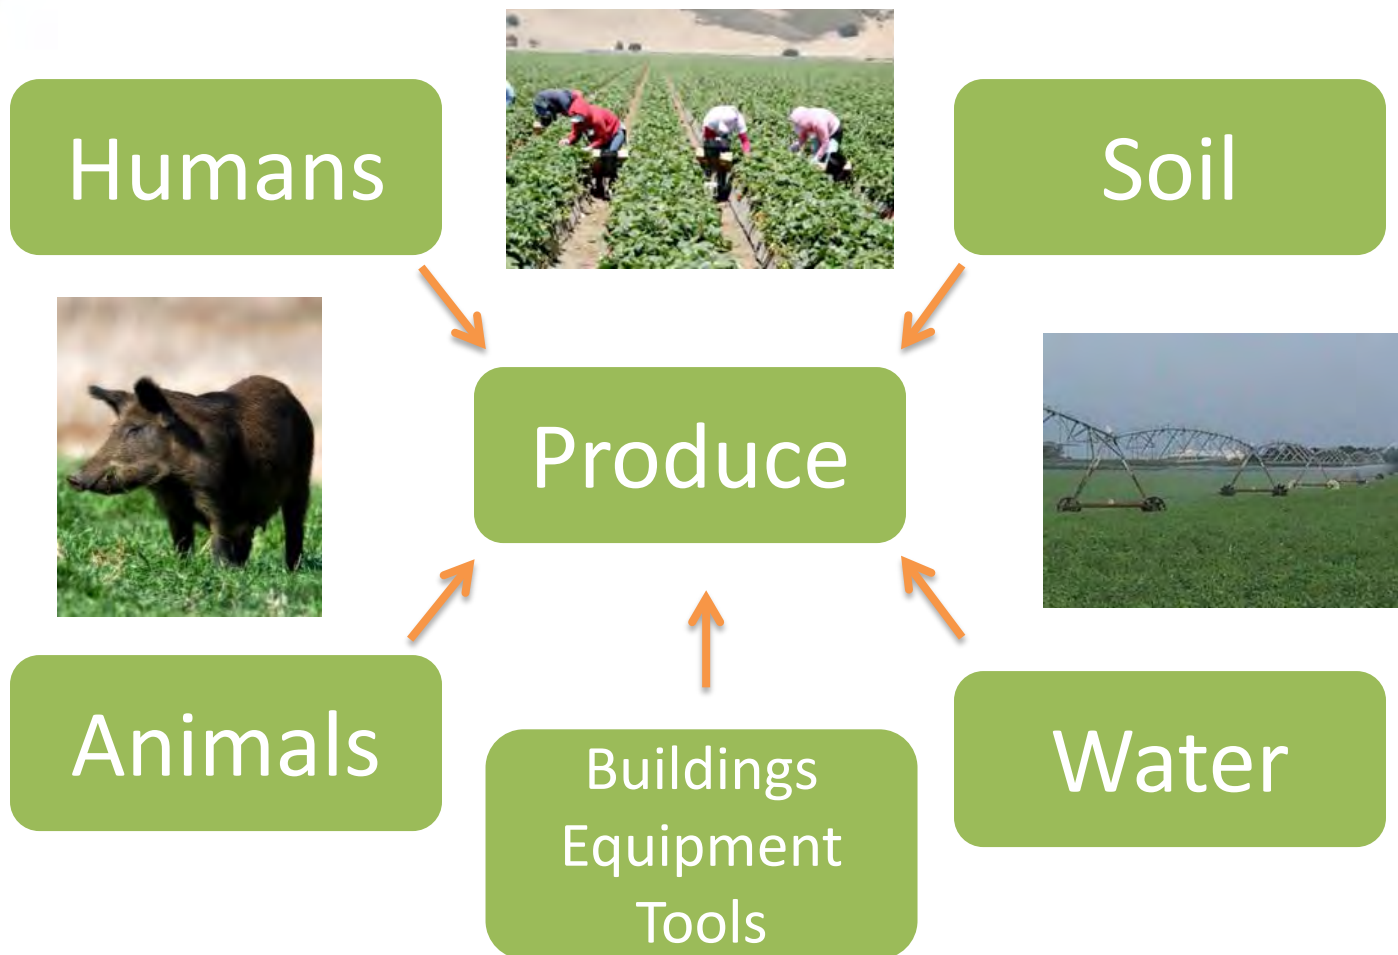 Humans
Soil
Produce
Animals
Water
Buildings
Equipment
Tools